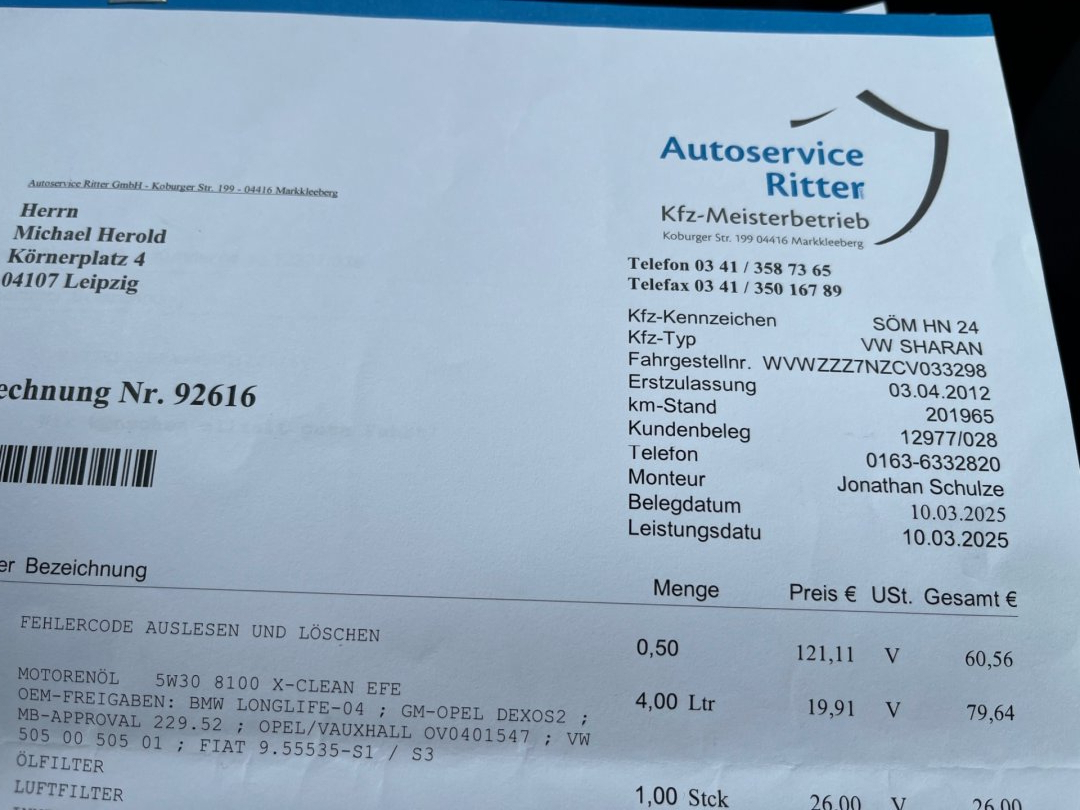 Autoservice
Ritter
Kfz-Meisterbetrieb
Koburger Str. 199 04416 Markkleeberg
Autoservice Ritter GmbH - Koburger Str. 199 - 04416 Markkleeberg
Herrn
Michael Herold
Körnerplatz 4
04107 Leipzig
Telefon 03 41 / 358 73 65
Telefax 03 41 / 350 167 89
Kfz-Kennzeichen SÖM HN 24
Kfz-Typ VW SHARAN
Fahrgestellnr. WVWZZZ7NZCV033298
Erstzulassung 03.04.2012
km-Stand 201965
Kundenbeleg 12977/028
Telefon 0163-6332820
Monteur Jonathan Schulze
Belegdatum 10.03.2025
Leistungsdatu 10.03.2025
echnung Nr. 92616
er Bezeichnung Menge Preis € USt. Gesamt €
FEHLERCODE AUSLESEN UND LÖSCHEN 0,50 121,11 V 60,56
MOTORENÖL 5W30 8100 X-CLEAN EFE 4,00 Ltr 19,91 V 79,64
OEM-FREIGABEN: BMW LONGLIFE-04 ; GM-OPEL DEXOS2 ;
MB-APPROVAL 229.52 ; OPEL/VAUXHALL OV0401547 ; VW
505 00 505 01 ; FIAT 9.55535-S1 / S3
ÖLFILTER 1,00 Stck 26,00 V 26,00
LUFTFILTER